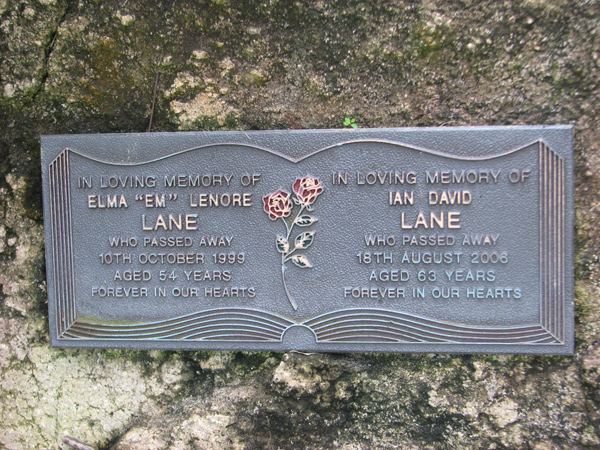 IN LOVING MEMORY OF
ELMA "EM" LENORE
LANE
WHO PASSED AWAY
10TH OCTOBER 1999
AGED 54 YEARS
FOREVER IN OUR HEARTS
IN LOVING MEMORY OF
IAN DAVID
LANE
WHO PASSED AWAY
18TH AUGUST 2006
AGED 63 YEARS
FOREVER IN OUR HEARTS